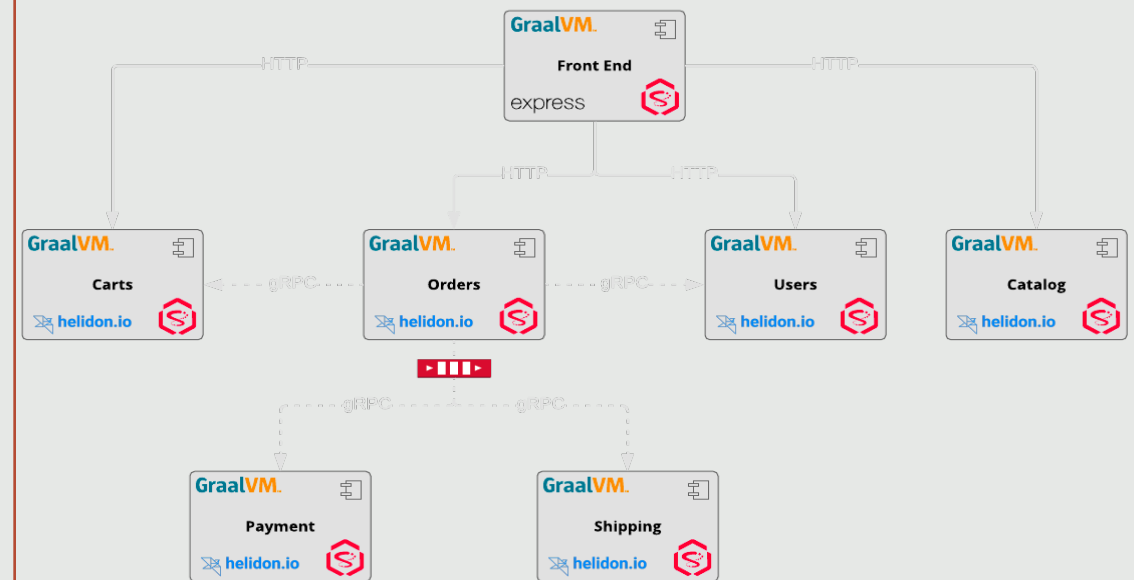 GraalVM.
Front End
express
HTTP
HTTP
HTTP
HTTP
GraalVM.
Carts
helidon.io
gRPC
GraalVM.
Orders
helidon.io
gRPC
GraalVM.
Users
helidon.io
GraalVM.
Catalog
helidon.io
gRPC
gRPC
GraalVM.
Payment
helidon.io
GraalVM.
Shipping
helidon.io